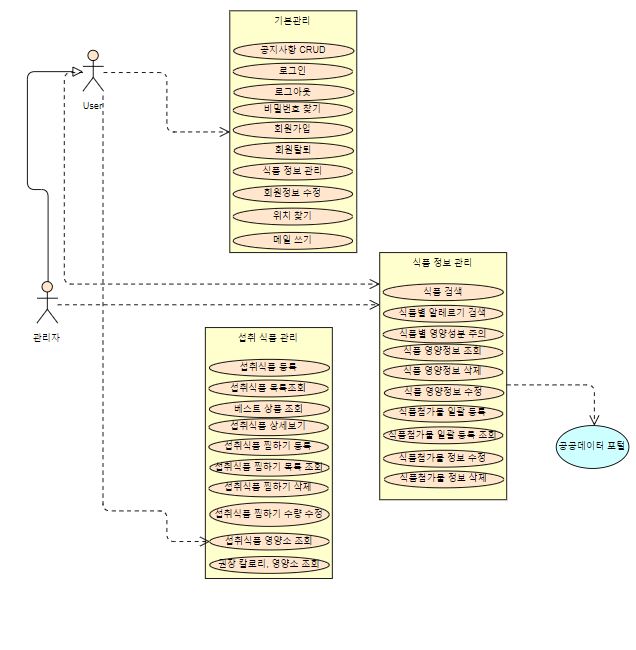 기본관리
공지사항 CRUD
로그인
로그아웃
비밀번호 찾기
회원가입
회원탈퇴
식품 정보 관리
회원정보 수정
위치 찾기
메일 쓰기
User
관리자
식품 정보 관리
식품 검색
식품별 알레르기 검색
식품별 영양성분 주의
식품 영양정보 조회
식품 영양정보 삭제
식품 영양정보 수정
식품첨가물 일괄 등록
식품첨가물 일괄 등록 조회
식품첨가물 정보 수정
식품첨가물 정보 삭제
섭취 식품 관리
섭취식품 등록
섭취식품 목록조회
베스트 상품 조회
섭취식품 상세보기
섭취식품 찜하기 등록
섭취식품 찜하기 목록 조회
섭취식품 찜하기 삭제
섭취식품 찜하기 수량 수정
섭취식품 영양소 조회
권장 칼로리, 영양소 조회
공공데이터 포털